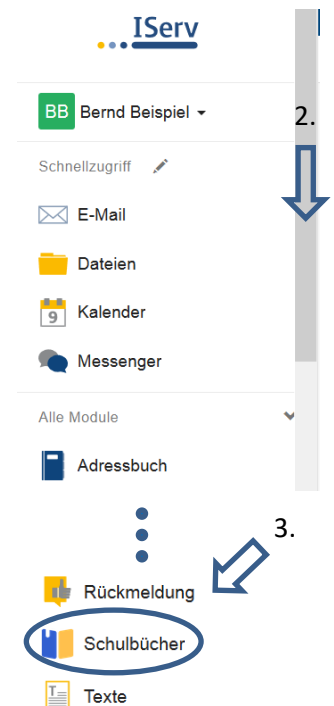 IServ
BB Bernd Beispiel
2.
Schnellzugriff
E-Mail
Dateien
9 Kalender
Messenger
Alle Module
Adressbuch
3.
Rückmeldung
Schulbücher
Texte